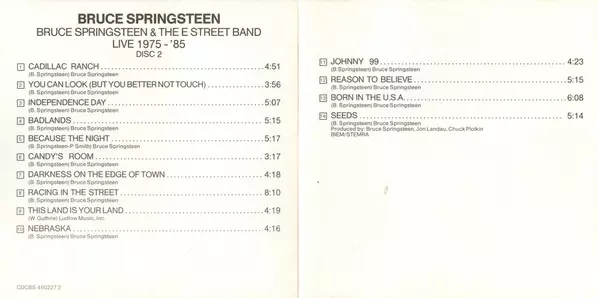 BRUCE SPRINGSTEEN
BRUCE SPRINGSTEEN & THE E STREET BAND
LIVE 1975-'85
DISC 2
1 CADILLAC RANCH 4:51
(B. Springsteen) Bruce Springsteen
2 YOU CAN LOOK (BUT YOU BETTER NOT TOUCH) 3:56
(B. Springsteen) Bruce Springsteen
3 INDEPENDENCE DAY 5:07
(B. Springsteen) Bruce Springsteen
4 BADLANDS 5:15
(B. Springsteen) Bruce Springsteen
5 BECAUSE THE NIGHT 5:17
(B. Springsteen-P. Smith) Bruce Springsteen
6 CANDY'S ROOM 3:17
(B. Springsteen) Bruce Springsteen
7 DARKNESS ON THE EDGE OF TOWN 4:18
(B. Springsteen) Bruce Springsteen
8 RACING IN THE STREET 8:10
(B. Springsteen) Bruce Springsteen
9 THIS LAND IS YOUR LAND 4:19
(W. Guthrie) Ludlow Music, Inc.
10 NEBRASKA 4:16
(B. Springsteen) Bruce Springsteen
CDCBS 460227 2
11 JOHNNY 99 4:23
(B. Springsteen) Bruce Springsteen
12 REASON TO BELIEVE 5:15
(B. Springsteen) Bruce Springsteen
13 BORN IN THE U.S.A. 6:08
(B. Springsteen) Bruce Springsteen
14 SEEDS 5:14
(B. Springsteen) Bruce Springsteen
Produced by: Bruce Springsteen, Jon Landau, Chuck Plotkin
BIEM/STEMRA